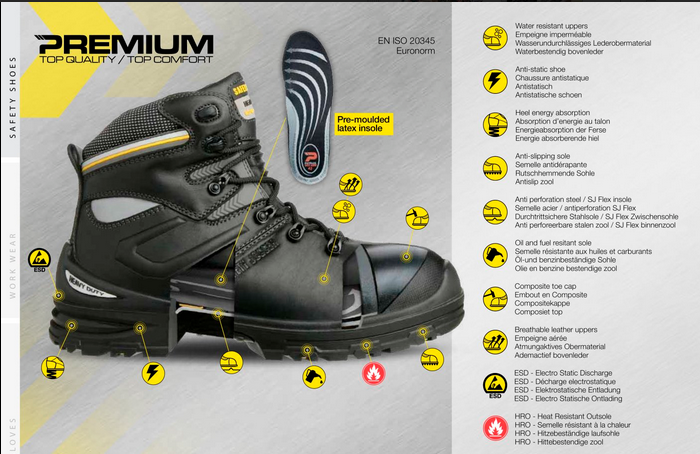 SAFETY SHOES
WORK WEAR
LOVES
PREMIUM
TOP QUALITY / TOP COMFORT
EN ISO 20345
Euronorm
Pre-moulded
latex insole
HEAVY DUTY
ESD
Water resistant uppers
Empeigne imperméable
Wasserundurchlässiges Lederobermaterial
Waterbestendig bovenleder
Anti-static shoe
Chaussure antistatique
Antistatisch
Antistatische schoen
Heel energy absorption
Absorption d'energie au talon
Energieabsorption der Ferse
Energie absorberende hiel
Anti-slipping sole
Semelle antidérapante
Rutschhemmende Sohle
Antislip zool
Anti perforation steel / SJ Flex insole
Semelle acier / antiperforation SJ Flex
Durchtrittsichere Stahlsole / SJ Flex Zwischensohle
Anti perforeerbare stalen zool / SJ Flex binnenzool
Oil and fuel resitant sole
Semelle résistante aux huiles et carburants
Öl-und benzinbeständige Sohle
Olie en benzine bestendige zool
Composite toe cap
Embout en Composite
Compositekappe
Composiet top
Breathable leather uppers
Empeigne aérée
Atmungaktives Obermaterial
Ademactief bovenleder
ESD
ESD - Electro Static Discharge
ESD - Décharge electrostatique
ESD - Elektrostatische Entladung
ESD - Electro Statische Ontlading
HRO - Heat Resistant Outsole
HRO - Semelle résistant à la chaleur
HRO - Hitzebeständige laufsohle
HRO - Hittebestendige zool